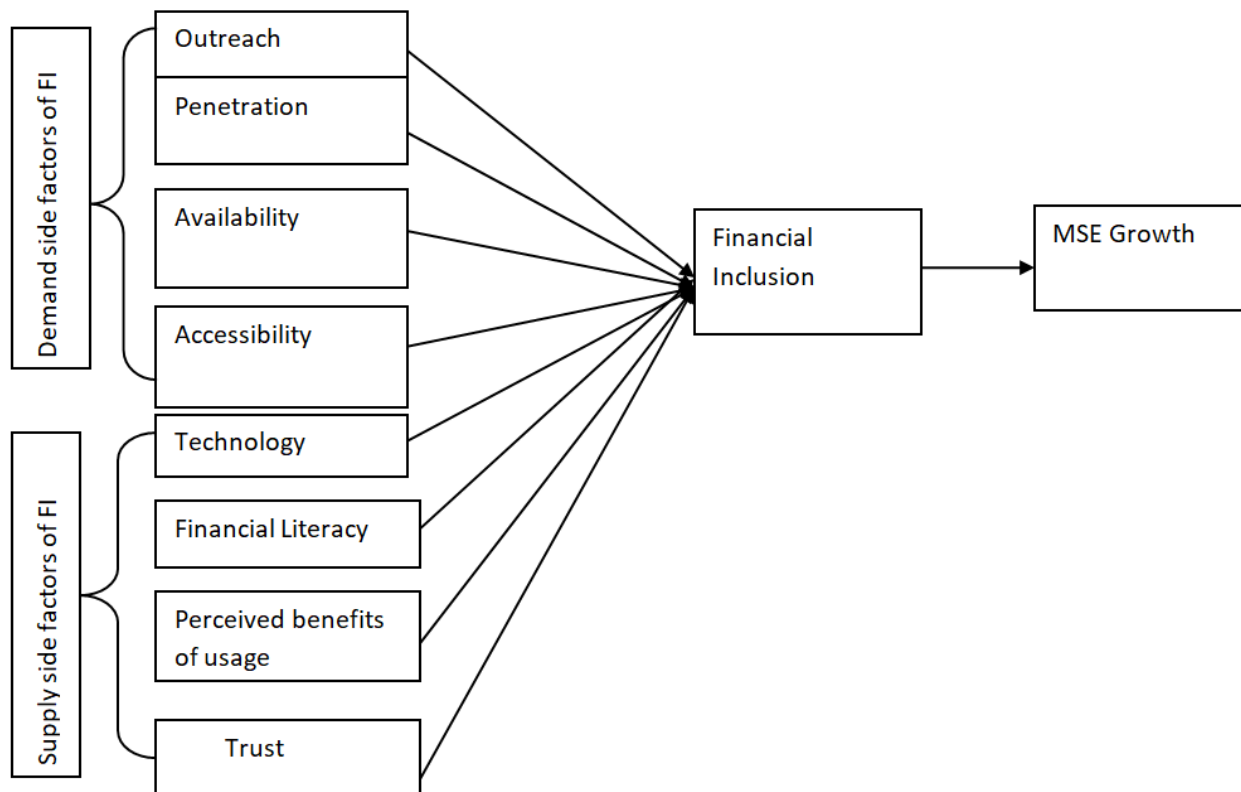 Demand side factors of FI
Outreach
Penetration
Availability
Accessibility
Supply side factors of FI
Technology
Financial Literacy
Perceived benefits
of usage
Trust
Financial
Inclusion
MSE Growth